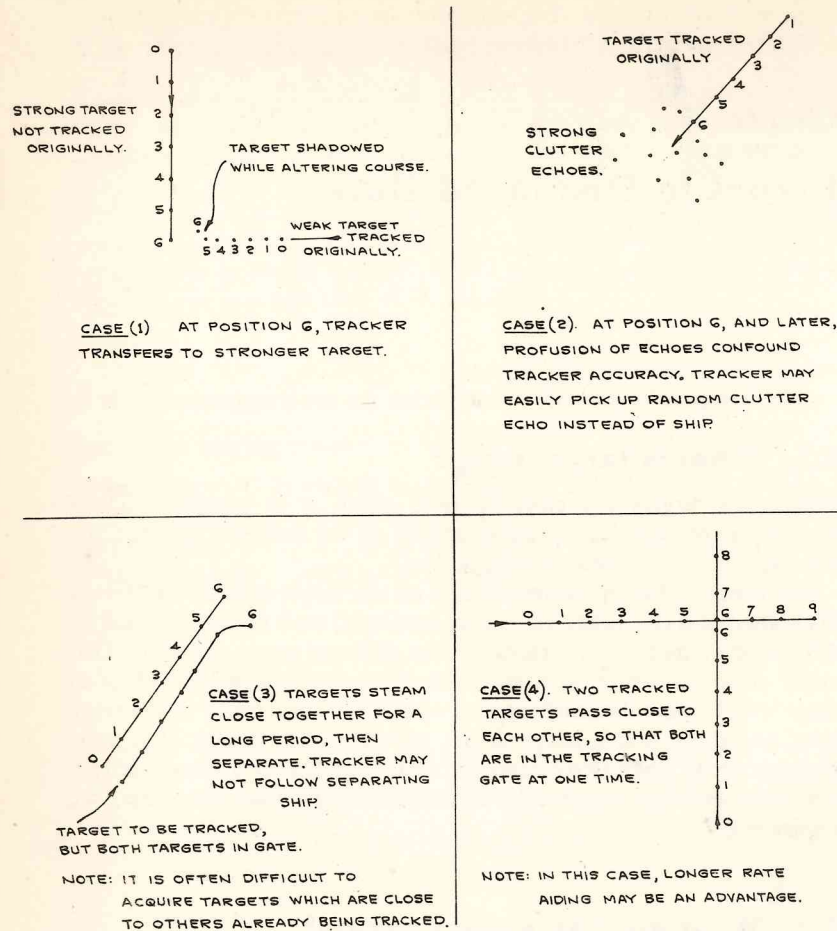 0
1
2
3
4
5
6
STRONG TARGET
NOT TRACKED
ORIGINALLY.
TARGET SHADOWED
WHILE ALTERING COURSE.
6
5 4 3 2 1 0
WEAK TARGET
TRACKED
ORIGINALLY.
CASE (1) AT POSITION 6, TRACKER
TRANSFERS TO STRONGER TARGET.
TARGET TRACKED
ORIGINALLY
1
2
3
4
5
6
STRONG
CLUTTER
ECHOES.
CASE (2). AT POSITION 6, AND LATER,
PROFUSION OF ECHOES CONFOUND
TRACKER ACCURACY. TRACKER MAY
EASILY PICK UP RANDOM CLUTTER
ECHO INSTEAD OF SHIP.
6
5
4
3
2
1
0
6
CASE (3) TARGETS STEAM
CLOSE TOGETHER FOR A
LONG PERIOD, THEN
SEPARATE. TRACKER MAY
NOT FOLLOW SEPARATING
SHIP.
TARGET TO BE TRACKED,
BUT BOTH TARGETS IN GATE.
NOTE: IT IS OFTEN DIFFICULT TO
ACQUIRE TARGETS WHICH ARE CLOSE
TO OTHERS ALREADY BEING TRACKED.
8
7
0 1 2 3 4 5 6 7 8 9
6
5
4
3
2
1
0
CASE (4). TWO TRACKED
TARGETS PASS CLOSE TO
EACH OTHER, SO THAT BOTH
ARE IN THE TRACKING
GATE AT ONE TIME.
NOTE: IN THIS CASE, LONGER RATE
AIDING MAY BE AN ADVANTAGE.